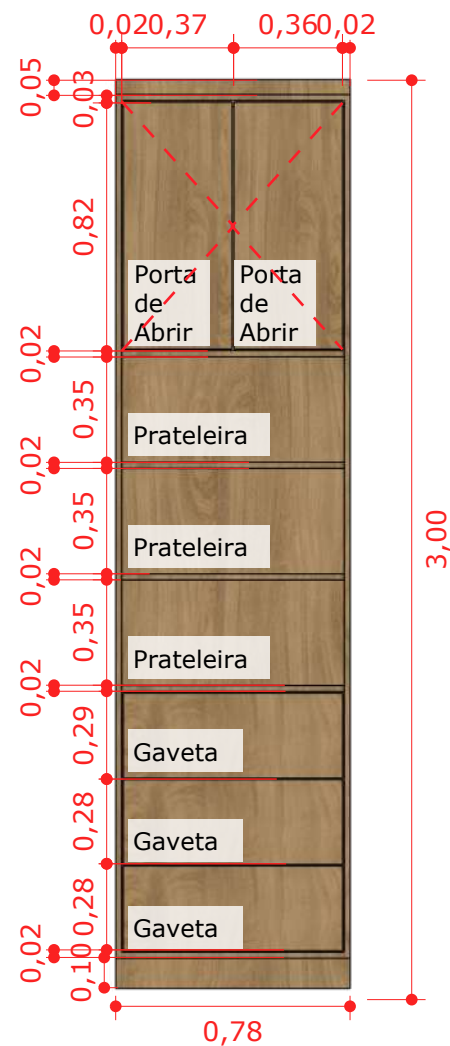 0,02
0,37
0,36
0,02
0,05
0,03
0,82
Porta
de
Abrir
Porta
de
Abrir
0,02
0,35
Prateleira
0,02
0,35
Prateleira
3,00
0,02
0,35
Prateleira
0,02
0,29
Gaveta
0,28
Gaveta
0,28
Gaveta
0,02
0,10
0,78